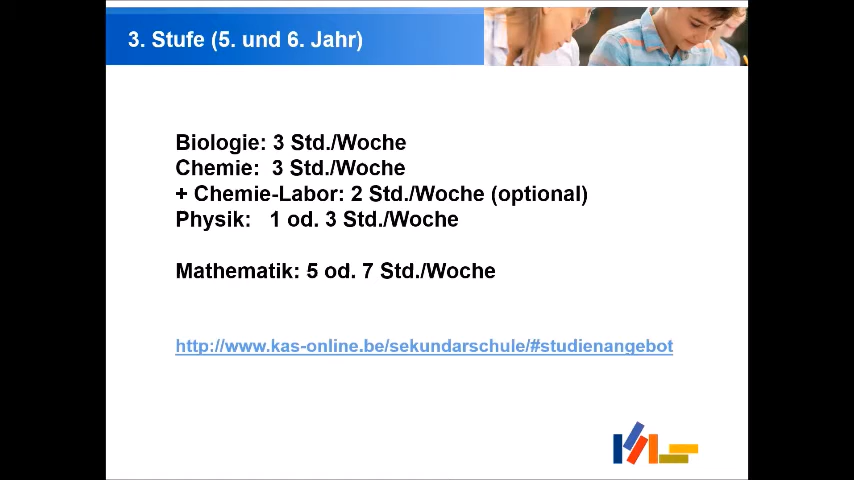 3. Stufe (5. und 6. Jahr)
Biologie: 3 Std./Woche
Chemie: 3 Std./Woche
+ Chemie-Labor: 2 Std./Woche (optional)
Physik: 1 od. 3 Std./Woche
Mathematik: 5 od. 7 Std./Woche
http://www.kas-online.be/sekundarschule/#studienangebot